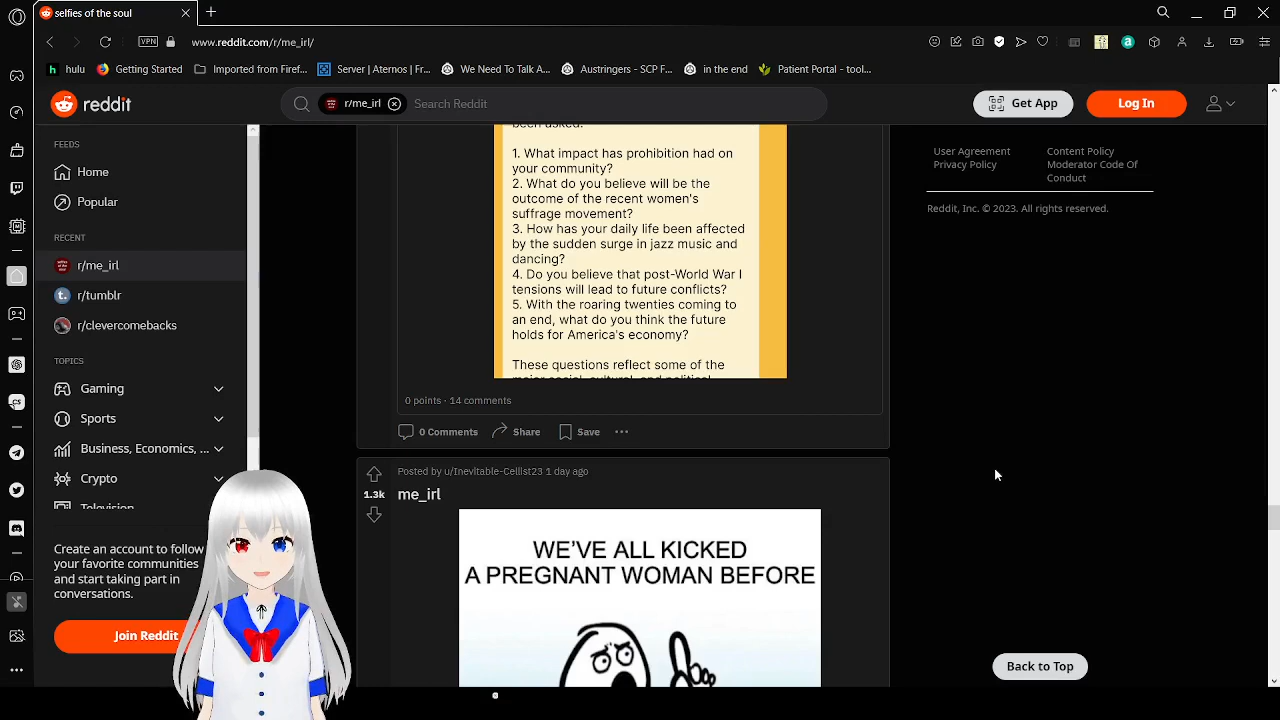 selfies of the soul
VPN
www.reddit.com/r/me_irl/
hulu
Getting Started
Imported from Firef...
Server | Aternos | Fr...
We Need To Talk A...
Austringers - SCP F...
in the end
Patient Portal - tool...
reddit
r/me_irl
Search Reddit
Get App
Log In
FEEDS
Home
Popular
RECENT
r/me_irl
r/tumblr
r/clevercomebacks
TOPICS
Gaming
Sports
Business, Economics, ...
Crypto
Television
Create an account to follow
your favorite communities
and start taking part in
conversations.
Join Reddit
been asked:
1. What impact has prohibition had on
your community?
2. What do you believe will be the
outcome of the recent women's
suffrage movement?
3. How has your daily life been affected
by the sudden surge in jazz music and
dancing?
4. Do you believe that post-World War I
tensions will lead to future conflicts?
5. With the roaring twenties coming to
an end, what do you think the future
holds for America's economy?
These questions reflect some of the
major social, cultural, and political
0 points · 14 comments
0 Comments
Share
Save
Posted by u/Inevitable-Cellist23 1 day ago
1.3k
me_irl
WE'VE ALL KICKED
A PREGNANT WOMAN BEFORE
User Agreement
Privacy Policy
Content Policy
Moderator Code Of
Conduct
Reddit, Inc. © 2023. All rights reserved.
Back to Top